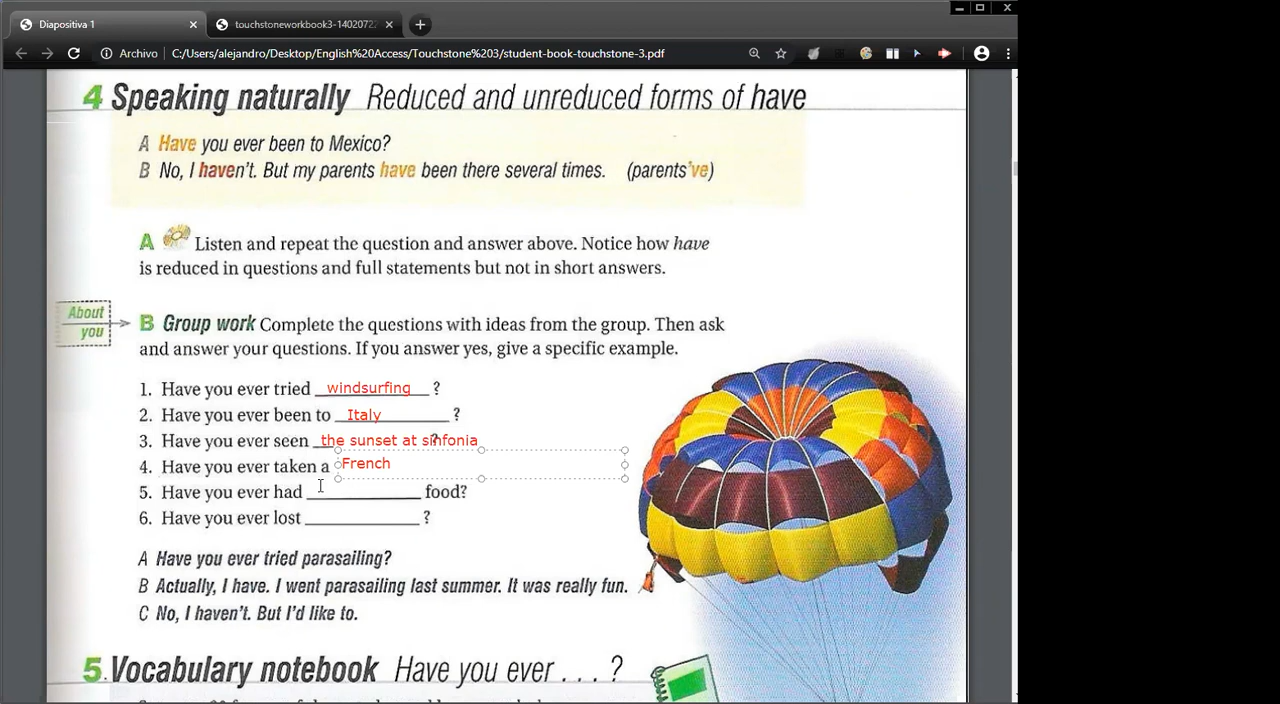 Diapositiva 1
touchstoneworkbook3-1402072
Archivo C:/Users/alejandro/Desktop/English%20Access/Touchstone%203/student-book-touchstone-3.pdf
4 Speaking naturally Reduced and unreduced forms of have
A Have you ever been to Mexico?
B No, I haven't. But my parents have been there several times. (parents've)
A Listen and repeat the question and answer above. Notice how have
is reduced in questions and full statements but not in short answers.
About
you
B Group work Complete the questions with ideas from the group. Then ask
and answer your questions. If you answer yes, give a specific example.
1. Have you ever tried windsurfing ?
2. Have you ever been to Italy ?
3. Have you ever seen the sunset at sinfonia ?
4. Have you ever taken a French
5. Have you ever had ____________ food?
6. Have you ever lost ____________ ?
A Have you ever tried parasailing?
B Actually, I have. I went parasailing last summer. It was really fun.
C No, I haven't. But I'd like to.
5. Vocabulary notebook Have you ever . . . ?